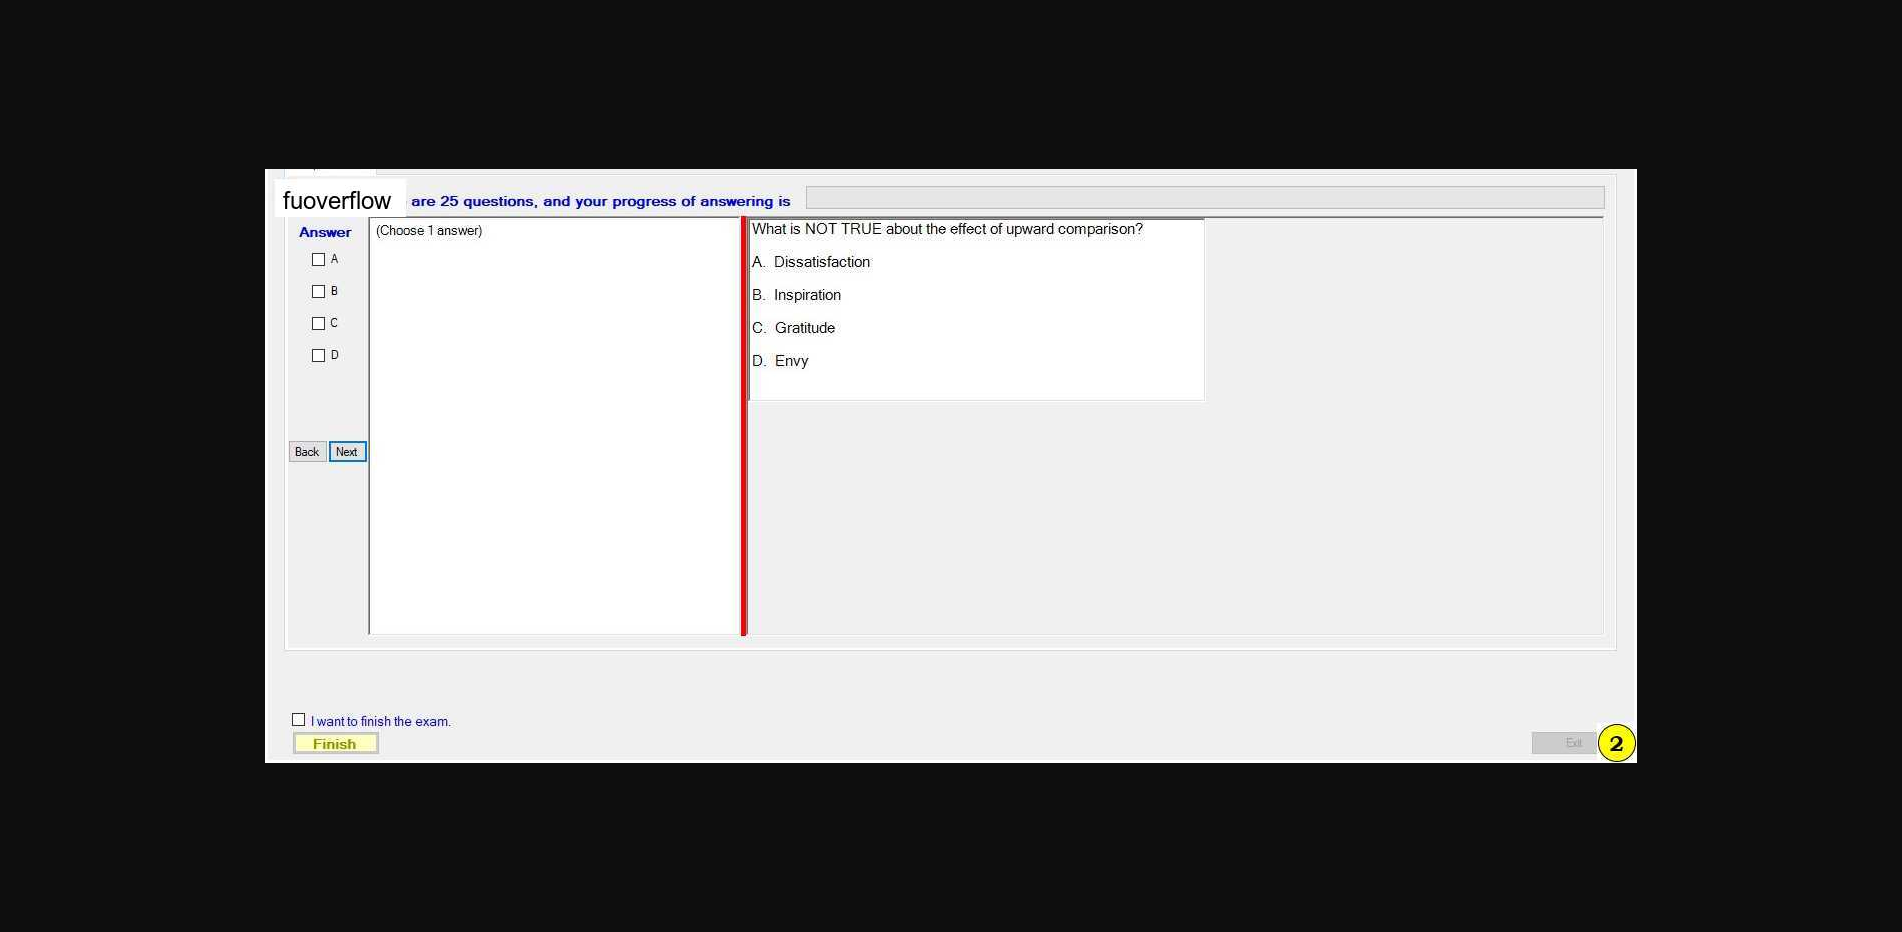 fuoverflow are 25 questions, and your progress of answering is
Answer
A
B
C
D
Back Next
(Choose 1 answer)
What is NOT TRUE about the effect of upward comparison?
A. Dissatisfaction
B. Inspiration
C. Gratitude
D. Envy
I want to finish the exam.
Finish
Exit
2